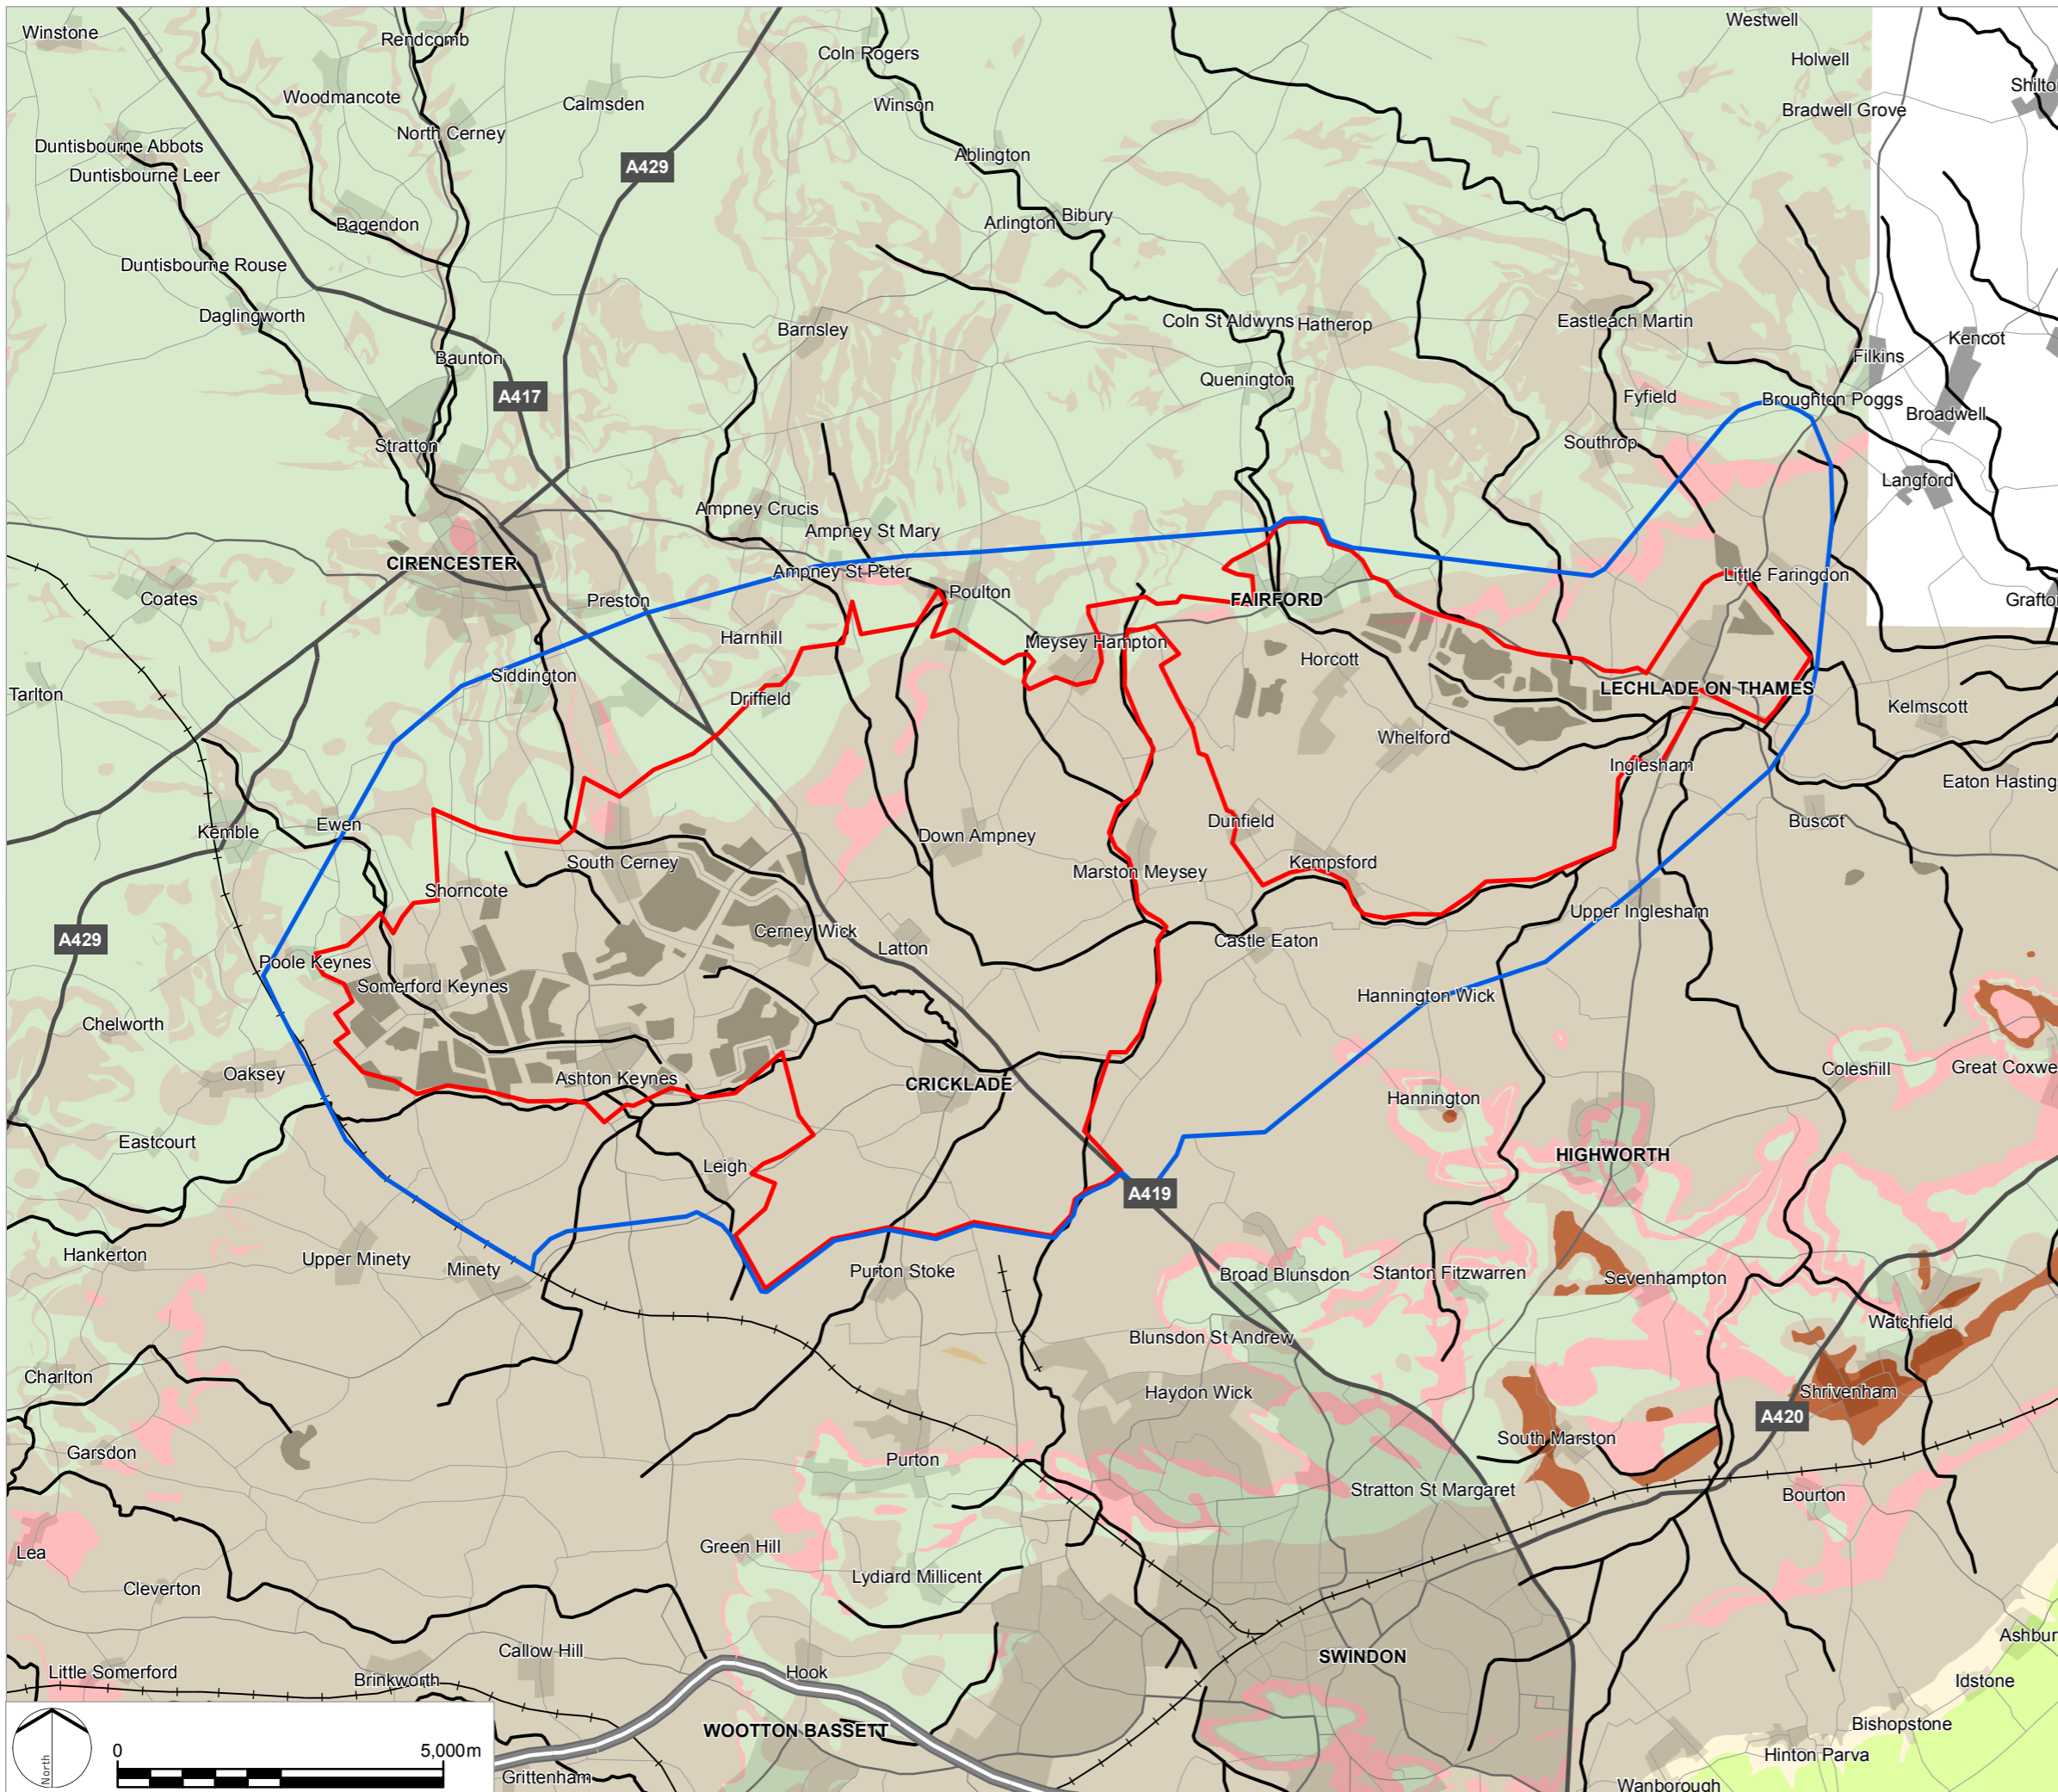 Winstone
Rendcomb
Coln Rogers
Westwell
Holwell
Woodmancote
Calmsden
Winson
Bradwell Grove
Duntisbourne Abbots
North Cerney
A429
Ablington
Duntisbourne Leer
Bagendon
Arlington
Bibury
Duntisbourne Rouse
Daglingworth
Barnsley
Coln St Aldwyns
Hatherop
Eastleach Martin
Baunton
Filkins
Kencot
A417
Quenington
Fyfield
Broughton Poggs
Broadwell
Stratton
Southrop
Langford
Ampney Crucis
Ampney St Mary
CIRENCESTER
Ampney St Peter
Little Faringdon
Coates
Preston
Poulton
FAIRFORD
Harnhill
Meysey Hampton
Horcott
Tarlton
Siddington
Driffield
LECHLADE ON THAMES
Kelmscott
Whelford
Inglesham
Eaton Hasting
Kemble
Ewen
Down Ampney
Dunfield
Buscot
South Cerney
Marston Meysey
Kempsford
Shorncote
A429
Cerney Wick
Latton
Castle Eaton
Upper Inglesham
Poole Keynes
Somerford Keynes
Hannington Wick
Chelworth
Oaksey
Ashton Keynes
CRICKLADE
Coleshill
Great Coxwe
Hannington
Eastcourt
Leigh
HIGHWORTH
A419
Hankerton
Upper Minety
Minety
Purton Stoke
Broad Blunsdon
Stanton Fitzwarren
Sevenhampton
Blunsdon St Andrew
Watchfield
Charlton
Haydon Wick
Shrivenham
A420
Garsdon
Purton
South Marston
Stratton St Margaret
Bourton
Lea
Green Hill
Cleverton
Lydiard Millicent
Callow Hill
SWINDON
Little Somerford
Brinkworth
Hook
Idstone
WOOTTON BASSETT
Bishopstone
Hinton Parva
Grittenham
Wanborough
North
0
5,000m